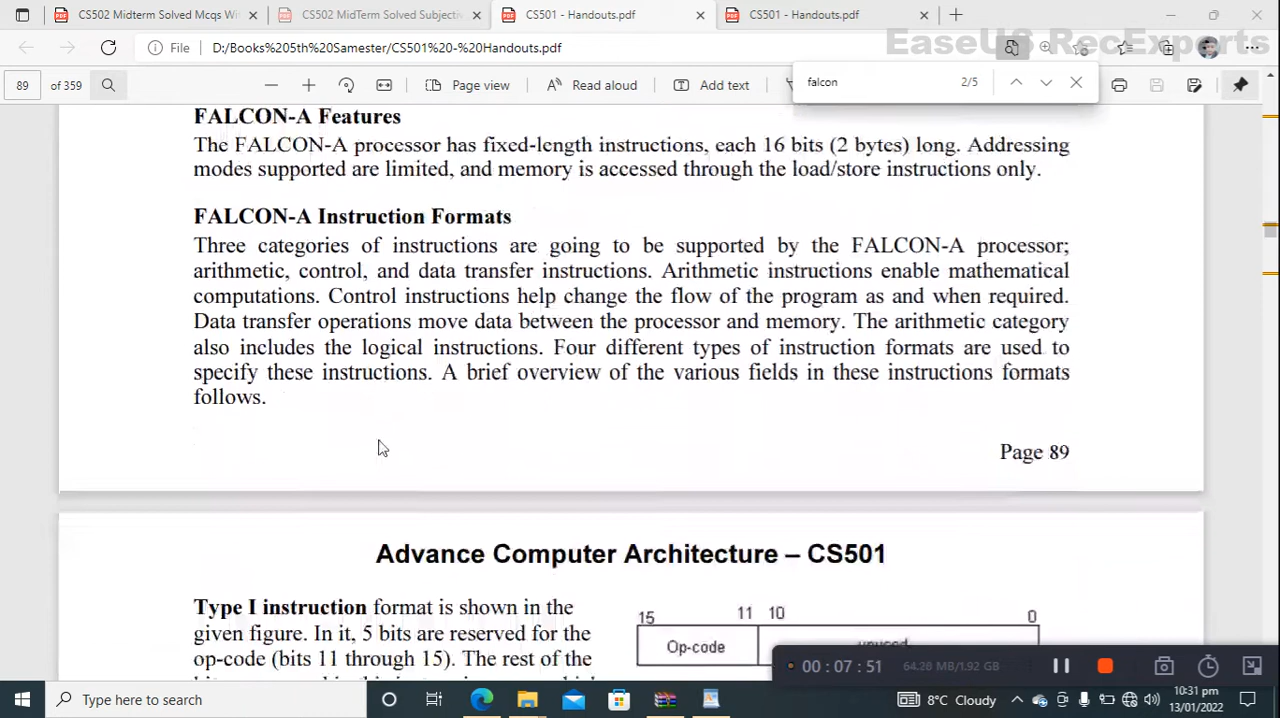 CS502 Midterm Solved Mcqs Wi
CS502 MidTerm Solved Subjectiv
CS501 - Handouts.pdf
CS501 - Handouts.pdf
EaseUS RecExperts
File D:/Books%205th%20Samester/CS501%20-%20Handouts.pdf
89 of 359
Page view
Read aloud
Add text
falcon 2/5
FALCON-A Features
The FALCON-A processor has fixed-length instructions, each 16 bits (2 bytes) long. Addressing
modes supported are limited, and memory is accessed through the load/store instructions only.
FALCON-A Instruction Formats
Three categories of instructions are going to be supported by the FALCON-A processor;
arithmetic, control, and data transfer instructions. Arithmetic instructions enable mathematical
computations. Control instructions help change the flow of the program as and when required.
Data transfer operations move data between the processor and memory. The arithmetic category
also includes the logical instructions. Four different types of instruction formats are used to
specify these instructions. A brief overview of the various fields in these instructions formats
follows.
Page 89
Advance Computer Architecture – CS501
Type I instruction format is shown in the
given figure. In it, 5 bits are reserved for the
op-code (bits 11 through 15). The rest of the
15 11 10 0
Op-code unused
00:07:51 64.28 MB/1.92 GB
Type here to search
8°C Cloudy
10:31 pm
13/01/2022